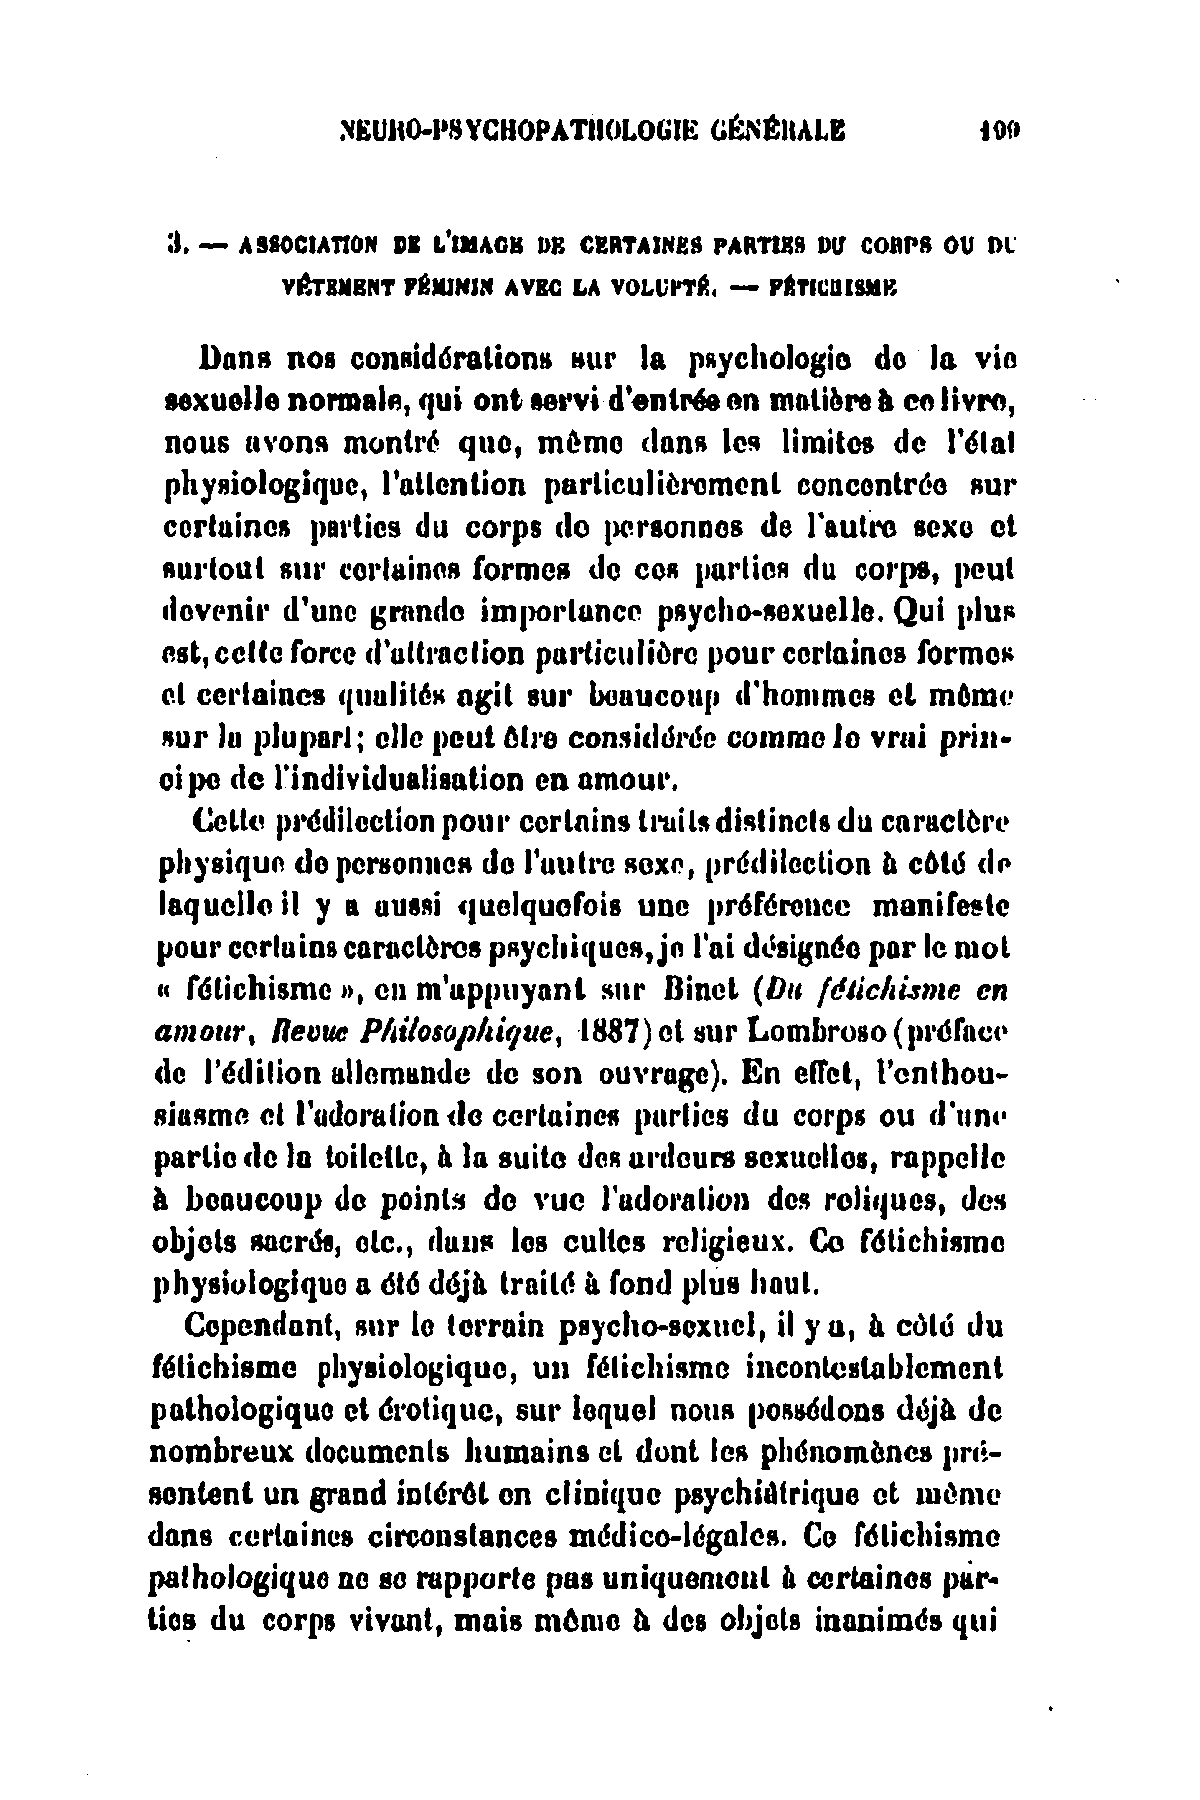 NEURO-PSYCHOPATHOLOGIE GÉNÉRALE 199
3. — ASSOCIATION DE L'IMAGE DE CERTAINES PARTIES DU CORPS OU DU
VÊTEMENT FÉMININ AVEC LA VOLUPTÉ. — FÉTICHISME
Dans nos considérations sur la psychologie de la vie
sexuelle normale, qui ont servi d'entrée en matière à ce livre,
nous avons montré que, même dans les limites de l'état
physiologique, l'attention particulièrement concentrée sur
certaines parties du corps de personnes de l'autre sexe et
surtout sur certaines formes de ces parties du corps, peut
devenir d'une grande importance psycho-sexuelle. Qui plus
est, cette force d'attraction particulière pour certaines formes
et certaines qualités agit sur beaucoup d'hommes et même
sur la plupart; elle peut être considérée comme le vrai prin-
cipe de l'individualisation en amour.
Cette prédilection pour certains traits distincts du caractère
physique de personnes de l'autre sexe, prédilection à côté de
laquelle il y a aussi quelquefois une préférence manifeste
pour certains caractères psychiques, je l'ai désignée par le mot
« fétichisme », en m'appuyant sur Binet (Du fétichisme en
amour, Revue Philosophique, 1887) et sur Lombroso (préface
de l'édition allemande de son ouvrage). En effet, l'enthou-
siasme et l'adoration de certaines parties du corps ou d'une
partie de la toilette, à la suite des ardeurs sexuelles, rappelle
à beaucoup de points de vue l'adoration des reliques, des
objets sacrés, etc., dans les cultes religieux. Ce fétichisme
physiologique a été déjà traité à fond plus haut.
Cependant, sur le terrain psycho-sexuel, il y a, à côté du
fétichisme physiologique, un fétichisme incontestablement
pathologique et érotique, sur lequel nous possédons déjà de
nombreux documents humains et dont les phénomènes pré-
sentent un grand intérêt en clinique psychiâtrique et même
dans certaines circonstances médico-légales. Ce fétichisme
pathologique ne se rapporte pas uniquement à certaines par-
ties du corps vivant, mais même à des objets inanimés qui